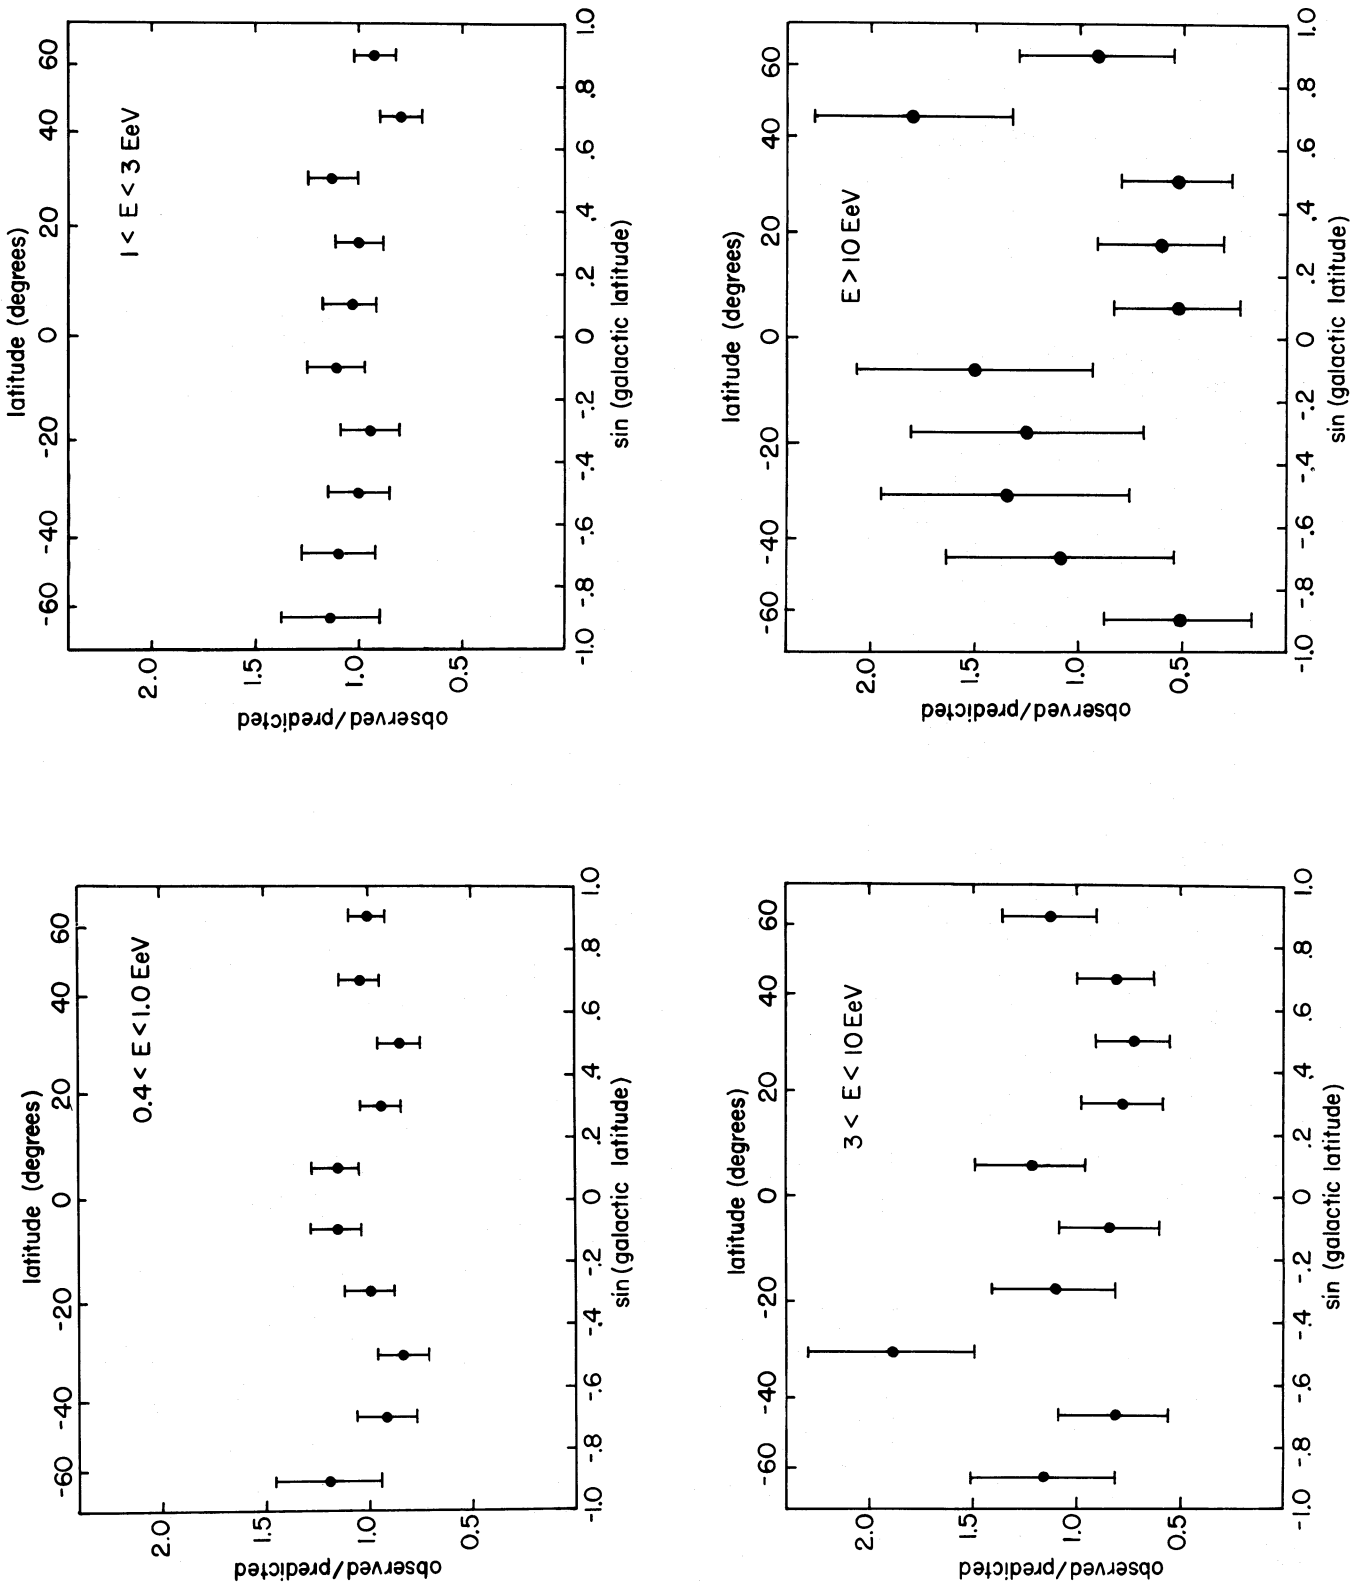 latitude (degrees)
-60 -40 -20 0 20 40 60
0.4 < E < 1.0 EeV
observed/predicted
2.0
1.5
1.0
0.5
-1.0 -.8 -.6 -.4 -.2 0 .2 .4 .6 .8 1.0
sin (galactic latitude)
latitude (degrees)
-60 -40 -20 0 20 40 60
1 < E < 3 EeV
observed/predicted
2.0
1.5
1.0
0.5
-1.0 -.8 -.6 -.4 -.2 0 .2 .4 .6 .8 1.0
sin (galactic latitude)
latitude (degrees)
-60 -40 -20 0 20 40 60
3 < E < 10 EeV
observed/predicted
2.0
1.5
1.0
0.5
-1.0 -.8 -.6 -.4 -.2 0 .2 .4 .6 .8 1.0
sin (galactic latitude)
latitude (degrees)
-60 -40 -20 0 20 40 60
E > 10 EeV
observed/predicted
2.0
1.5
1.0
0.5
-1.0 -.8 -.6 -.4 -.2 0 .2 .4 .6 .8 1.0
sin (galactic latitude)